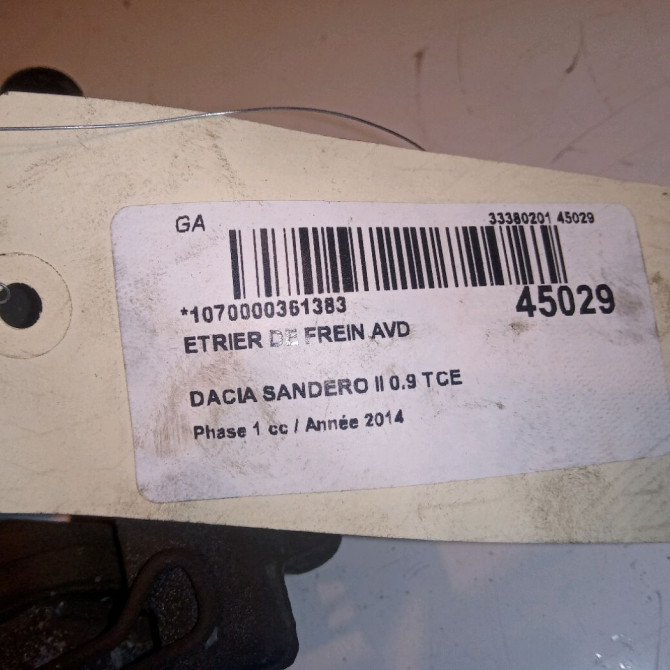 GA
33380201 45029
*1070000361383
45029
ETRIER DE FREIN AVD
DACIA SANDERO II 0.9 TCE
Phase 1 cc / Année 2014